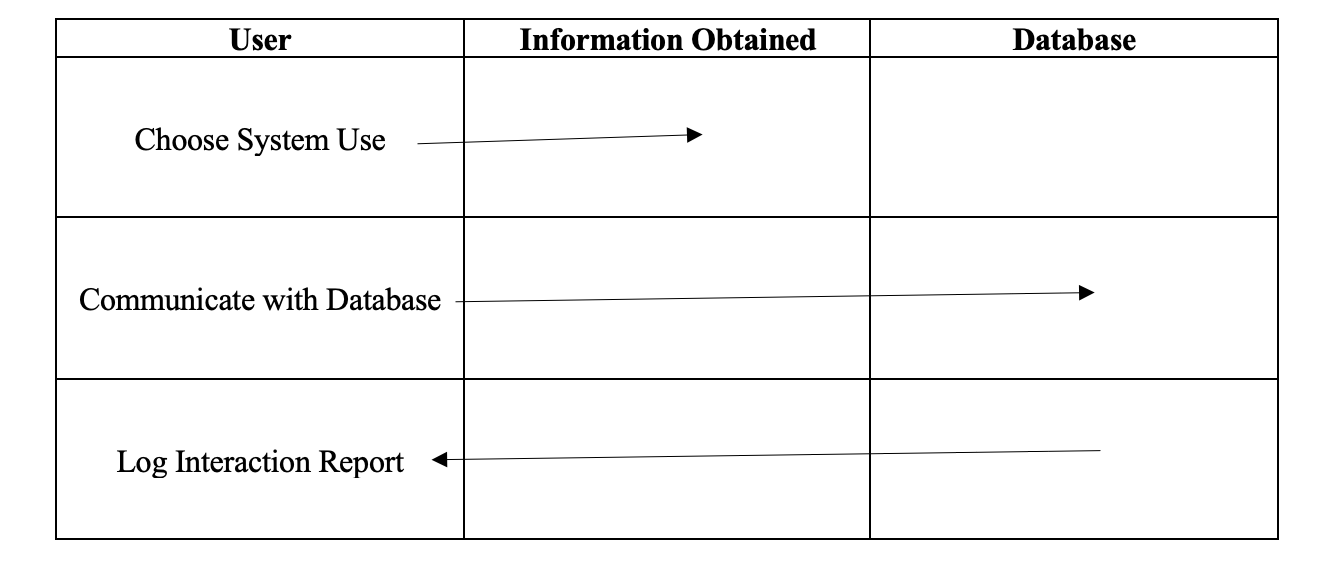 User Information Obtained Database
Choose System Use
Communicate with Database
Log Interaction Report